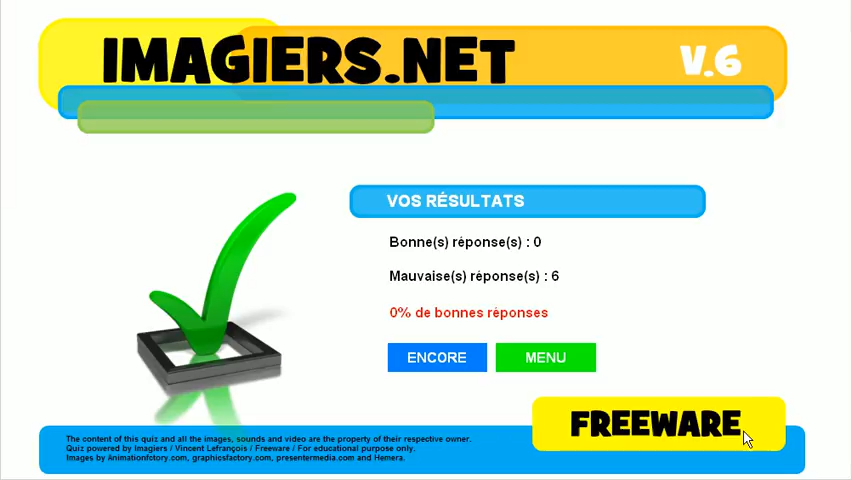 IMAGIERS.NET
V.6
VOS RÉSULTATS
Bonne(s) réponse(s) : 0
Mauvaise(s) réponse(s) : 6
0% de bonnes réponses
ENCORE
MENU
FREEWARE
The content of this quiz and all the images, sounds and video are the property of their respective owner.
Quiz powered by Imagiers / Vincent Lefrançois / Freeware / For educational purpose only.
Images by Animationfctory.com, graphicsfactory.com, presentermedia.com and Hemera.